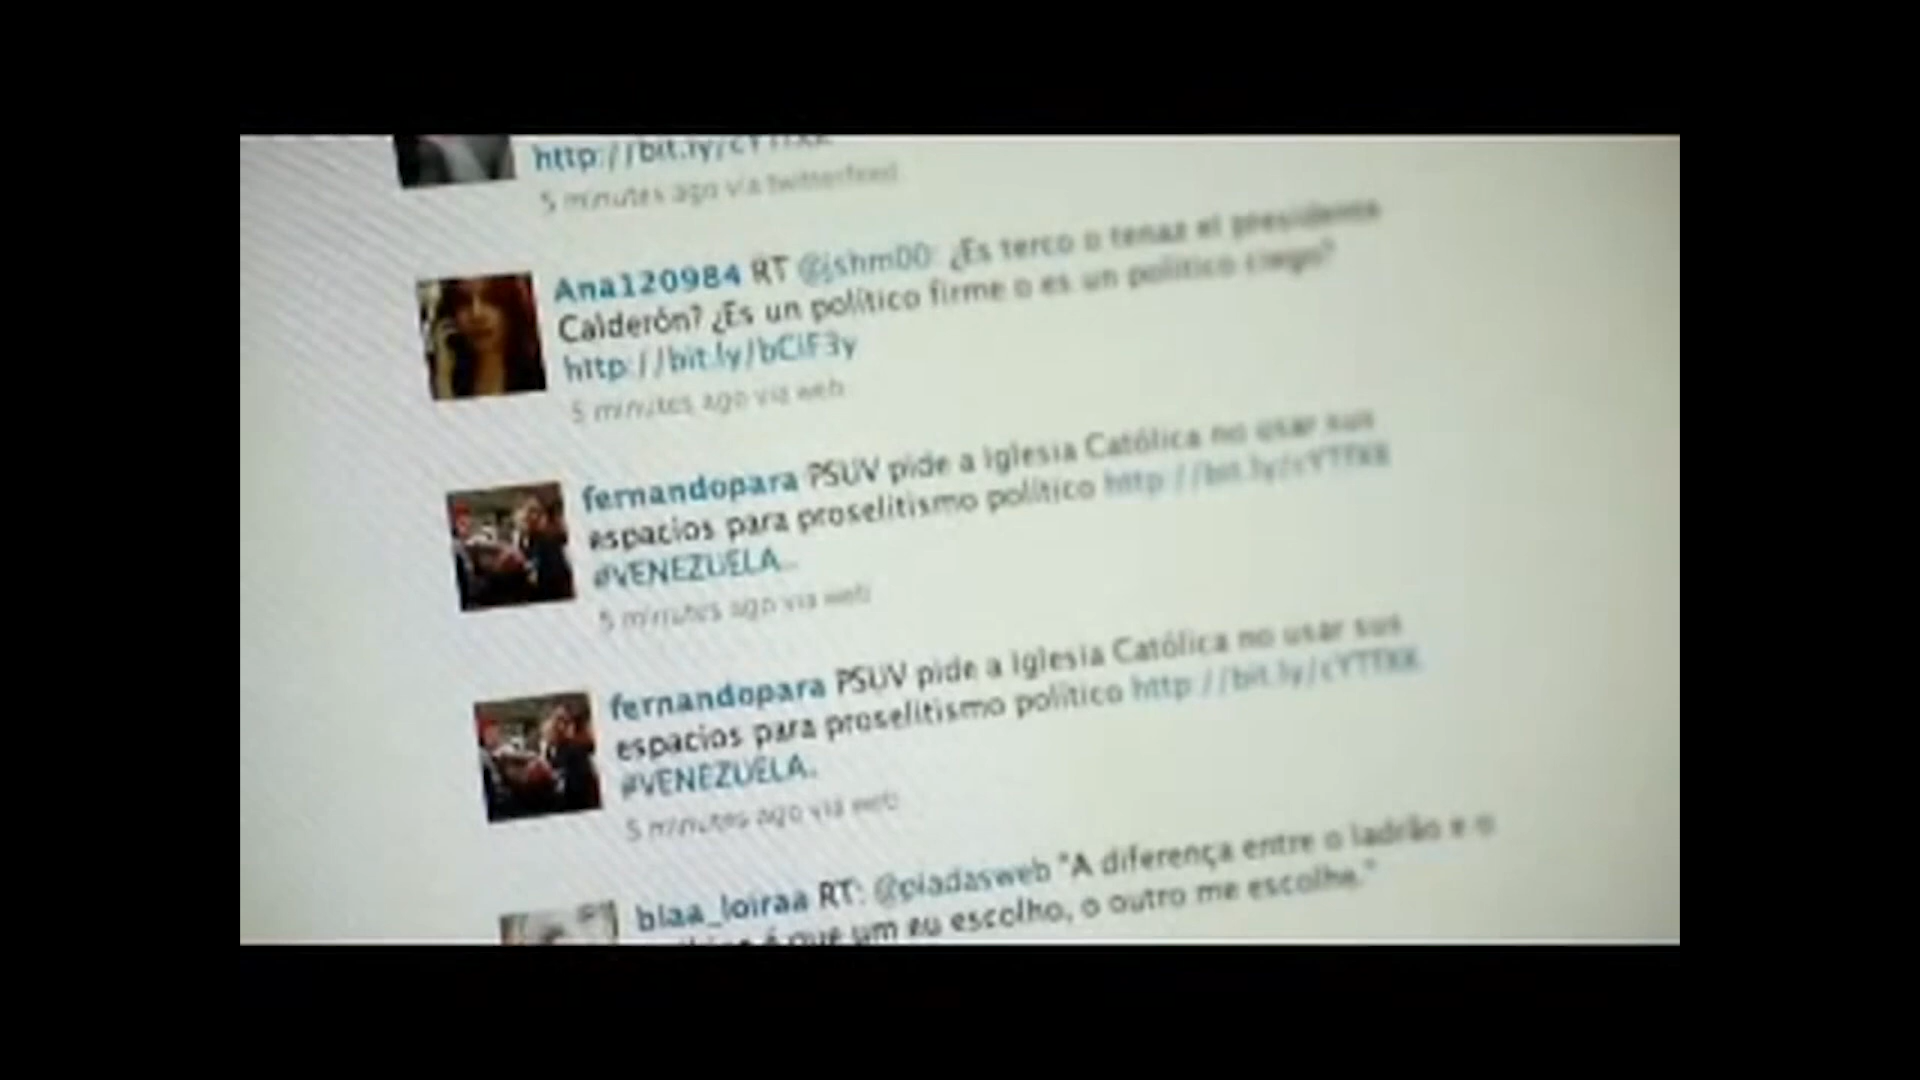 http://bit.ly/cYTfXK
5 minutes ago via twitterfeed
Ana120984 RT @jshm00: ¿Es terco o tenaz el presidente
Calderón? ¿Es un político firme o es un político ciego?
http://bit.ly/bCiF3y
5 minutes ago via web
fernandopara PSUV pide a Iglesia Católica no usar sus
espacios para proselitismo político
#VENEZUELA..
5 minutes ago via web
fernandopara PSUV pide a Iglesia Católica no usar sus
espacios para proselitismo político
#VENEZUELA..
5 minutes ago via web
blaa_loiraa RT: @piadasweb "A diferença entre o ladrão e o
é que um eu escolho, o outro me escolhe."